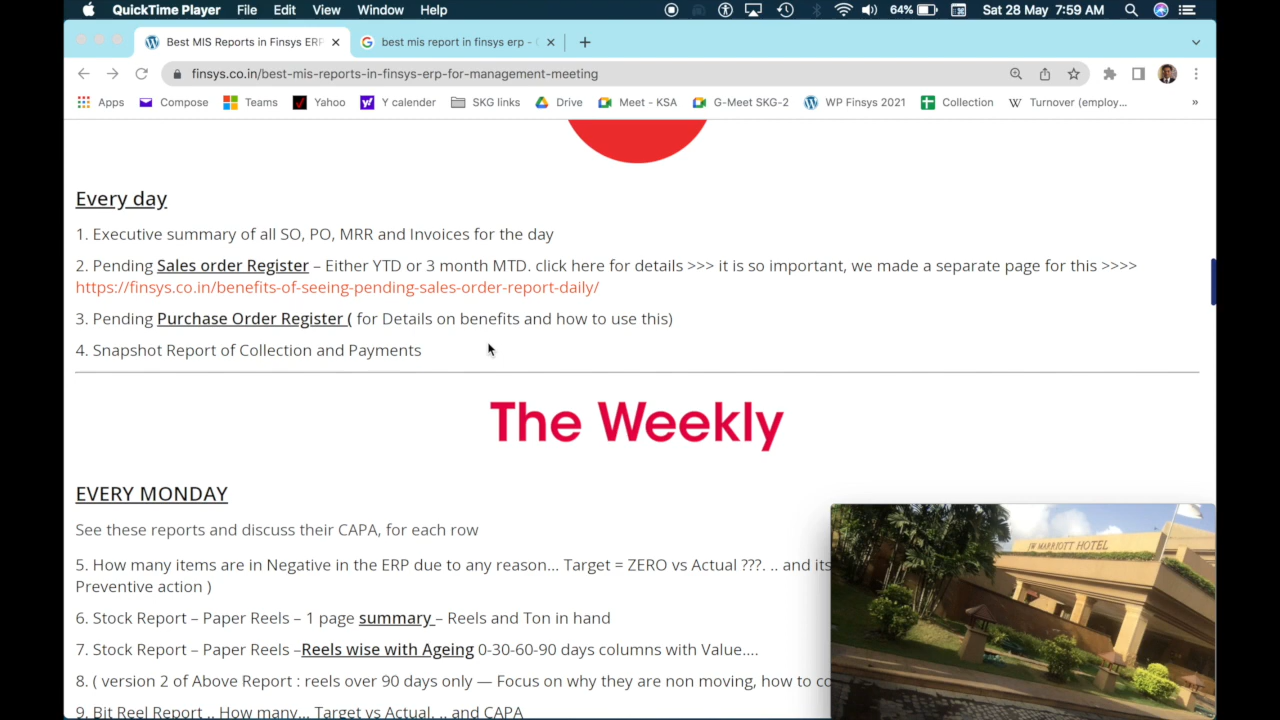 QuickTime Player File Edit View Window Help 64% Sat 28 May 7:59 AM
Best MIS Reports in Finsys ERP
best mis report in finsys erp -
finsys.co.in/best-mis-reports-in-finsys-erp-for-management-meeting
Apps Compose Teams Yahoo Y calender SKG links Drive Meet - KSA G-Meet SKG-2 WP Finsys 2021 Collection Turnover (employ... »
Every day
1. Executive summary of all SO, PO, MRR and Invoices for the day
2. Pending Sales order Register – Either YTD or 3 month MTD. click here for details >>> it is so important, we made a separate page for this >>>>
https://finsys.co.in/benefits-of-seeing-pending-sales-order-report-daily/
3. Pending Purchase Order Register ( for Details on benefits and how to use this)
4. Snapshot Report of Collection and Payments
The Weekly
EVERY MONDAY
See these reports and discuss their CAPA, for each row
5. How many items are in Negative in the ERP due to any reason... Target = ZERO vs Actual ???. .. and its
Preventive action )
6. Stock Report – Paper Reels – 1 page summary – Reels and Ton in hand
7. Stock Report – Paper Reels –Reels wise with Ageing 0-30-60-90 days columns with Value....
8. ( version 2 of Above Report : reels over 90 days only — Focus on why they are non moving, how to co
9. Bit Reel Report .. How many... Target vs Actual. .. and CAPA
JW MARRIOTT HOTEL